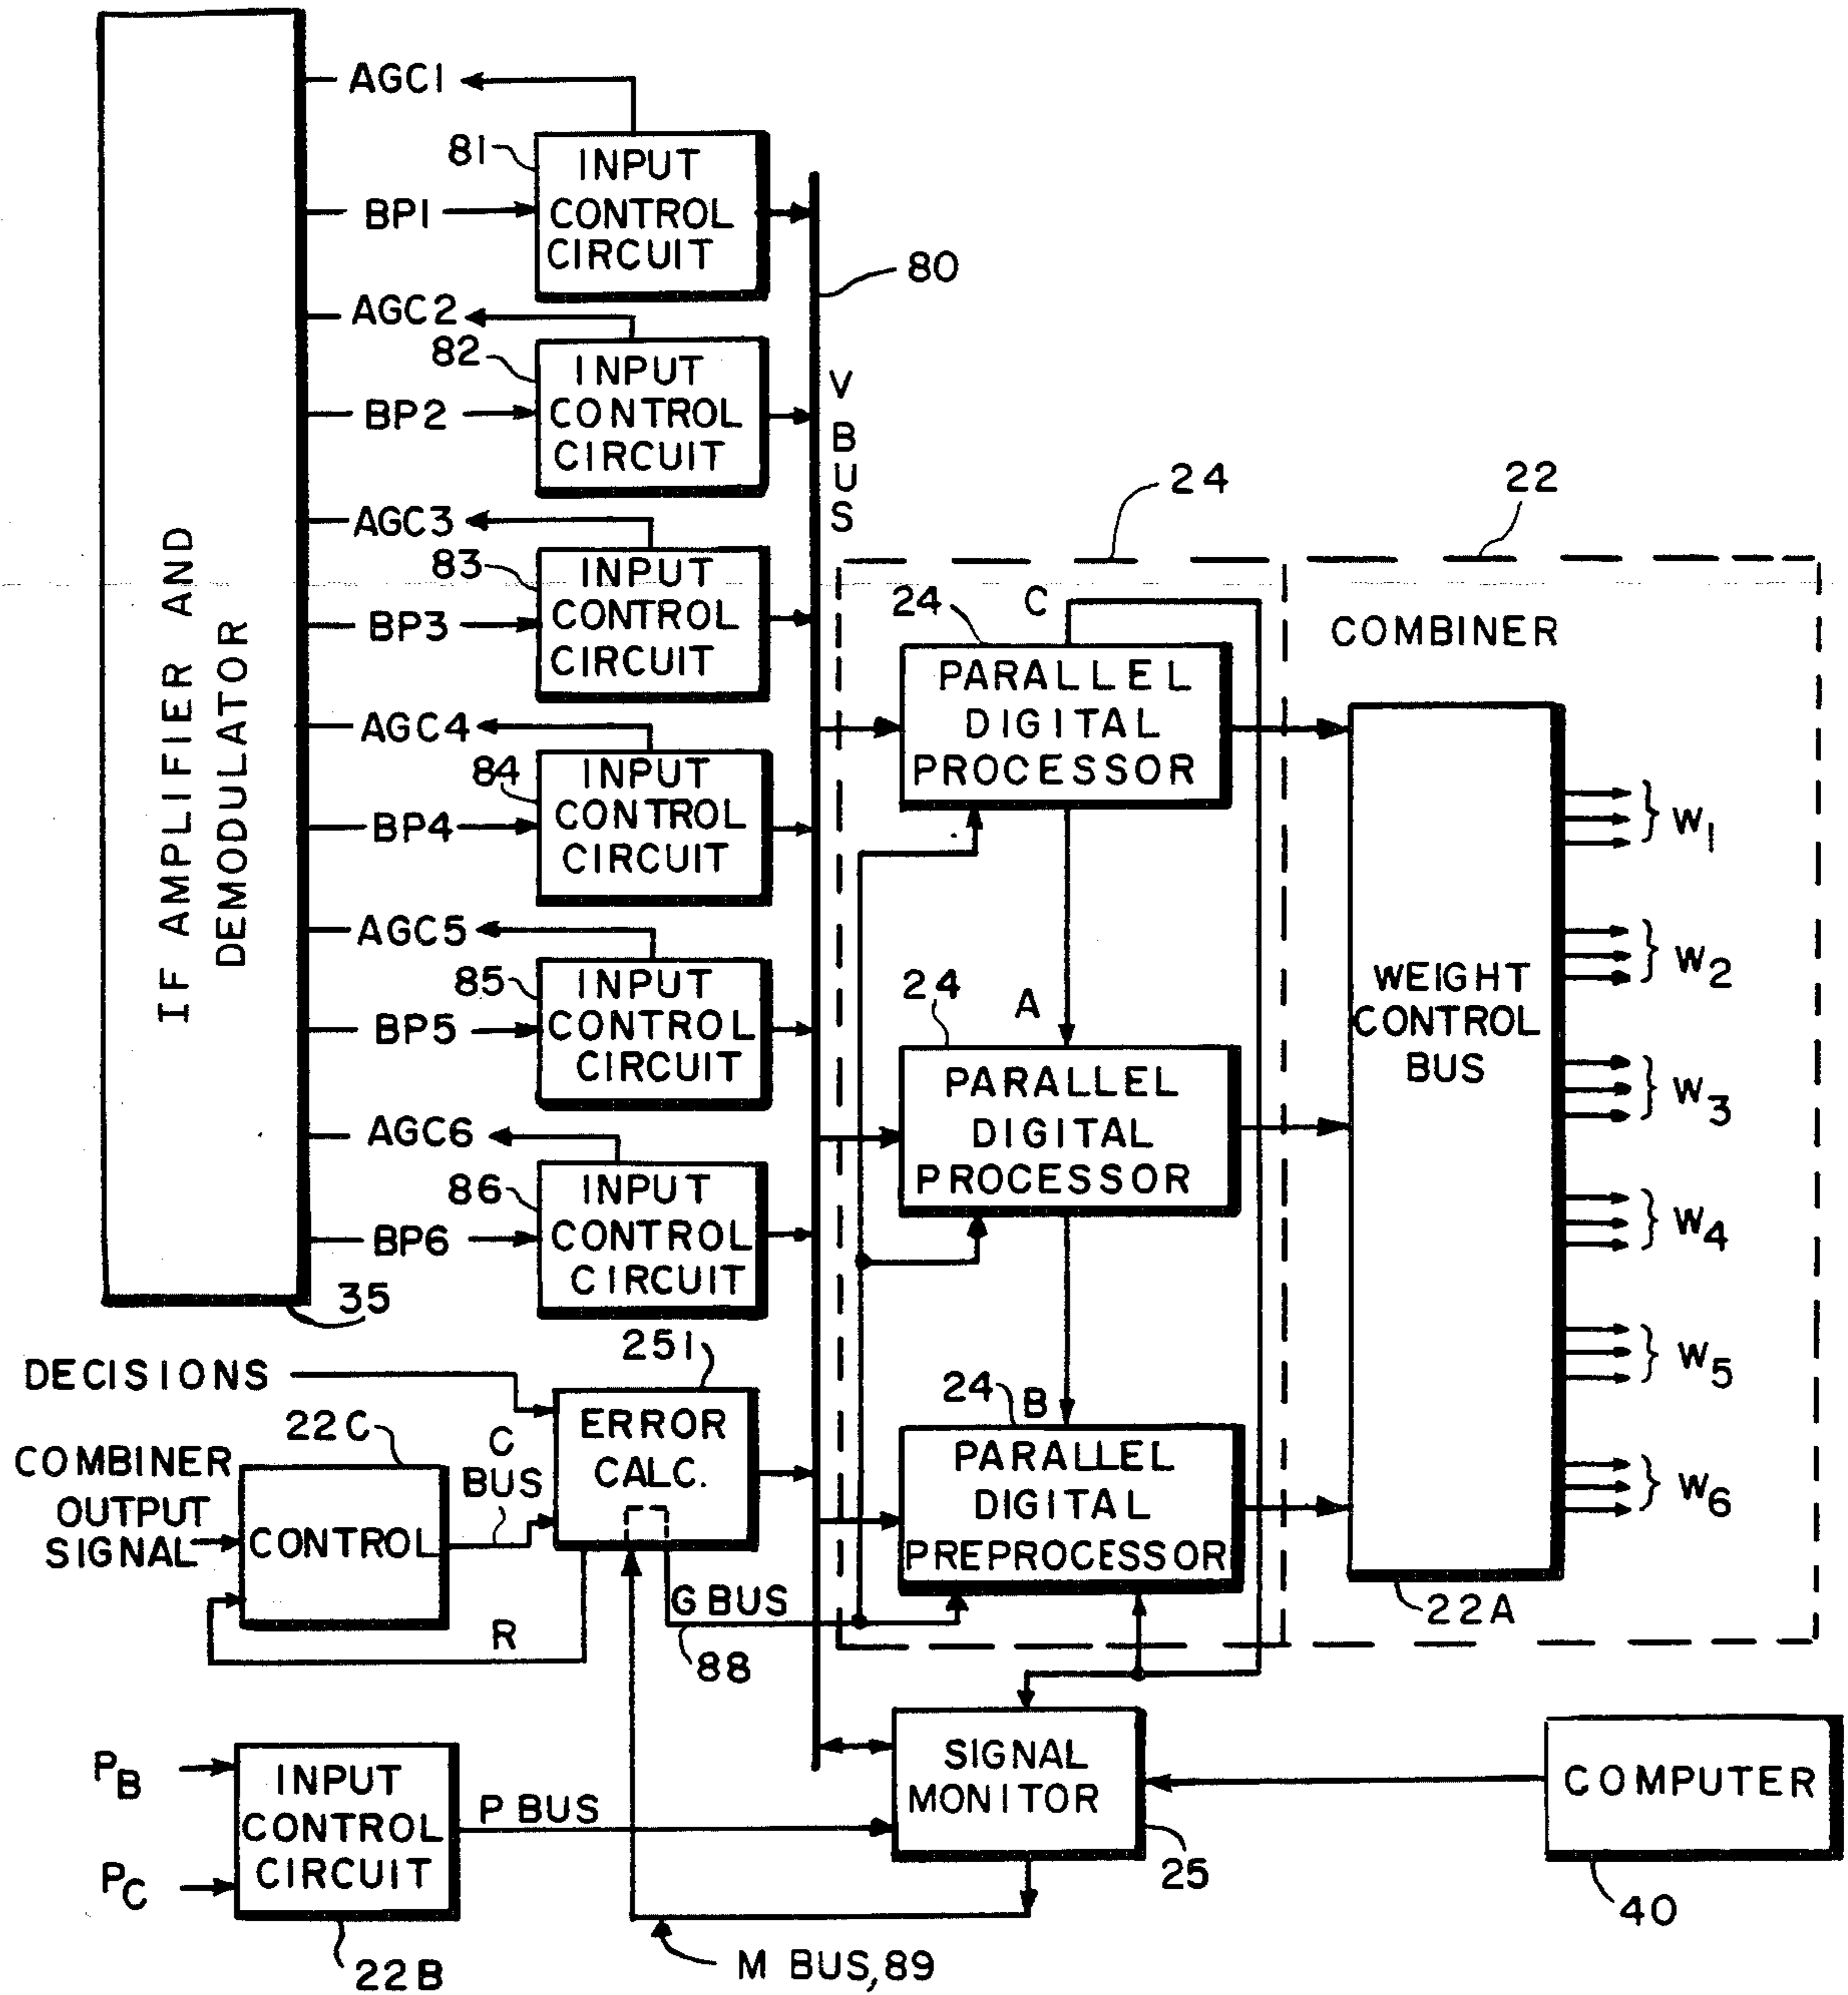 IF AMPLIFIER AND
DEMODULATOR
35
AGC1
BP1
81
INPUT
CONTROL
CIRCUIT
AGC2
BP2
82
INPUT
CONTROL
CIRCUIT
AGC3
BP3
83
INPUT
CONTROL
CIRCUIT
AGC4
BP4
84
INPUT
CONTROL
CIRCUIT
AGC5
BP5
85
INPUT
CONTROL
CIRCUIT
AGC6
BP6
86
INPUT
CONTROL
CIRCUIT
80
V
BUS
24
22
24
C
PARALLEL
DIGITAL
PROCESSOR
A
24
PARALLEL
DIGITAL
PROCESSOR
B
24
PARALLEL
DIGITAL
PREPROCESSOR
COMBINER
WEIGHT
CONTROL
BUS
22A
W1
W2
W3
W4
W5
W6
DECISIONS
251
ERROR
CALC.
COMBINER
OUTPUT
SIGNAL
22C
CONTROL
C
BUS
R
G BUS
88
PB
PC
INPUT
CONTROL
CIRCUIT
22B
P BUS
SIGNAL
MONITOR
25
M BUS,89
COMPUTER
40